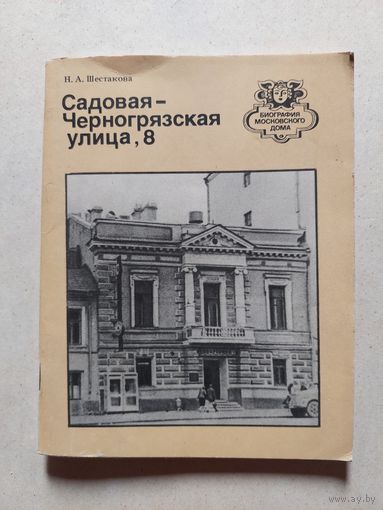 Н. А. Шестакова
Садовая-
Черногрязская
улица, 8
БИОГРАФИЯ
МОСКОВСКОГО
ДОМА
www.ay.by